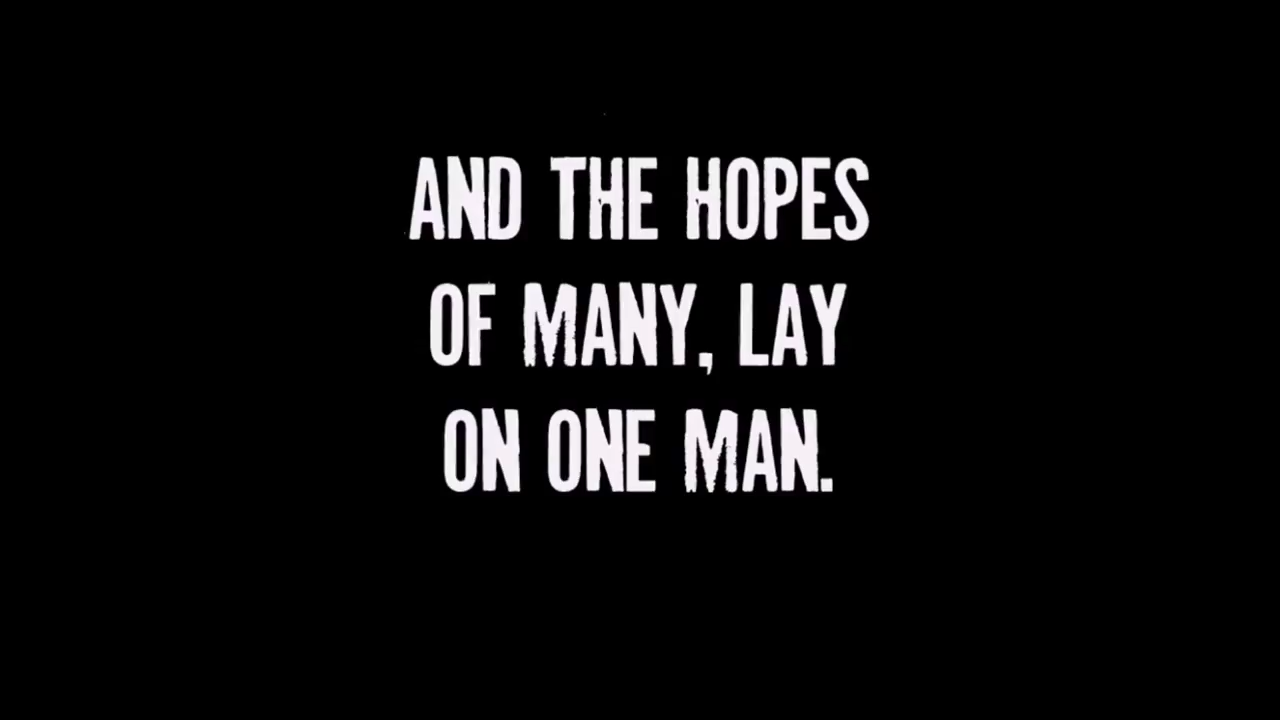 AND THE HOPES
OF MANY, LAY
ON ONE MAN.